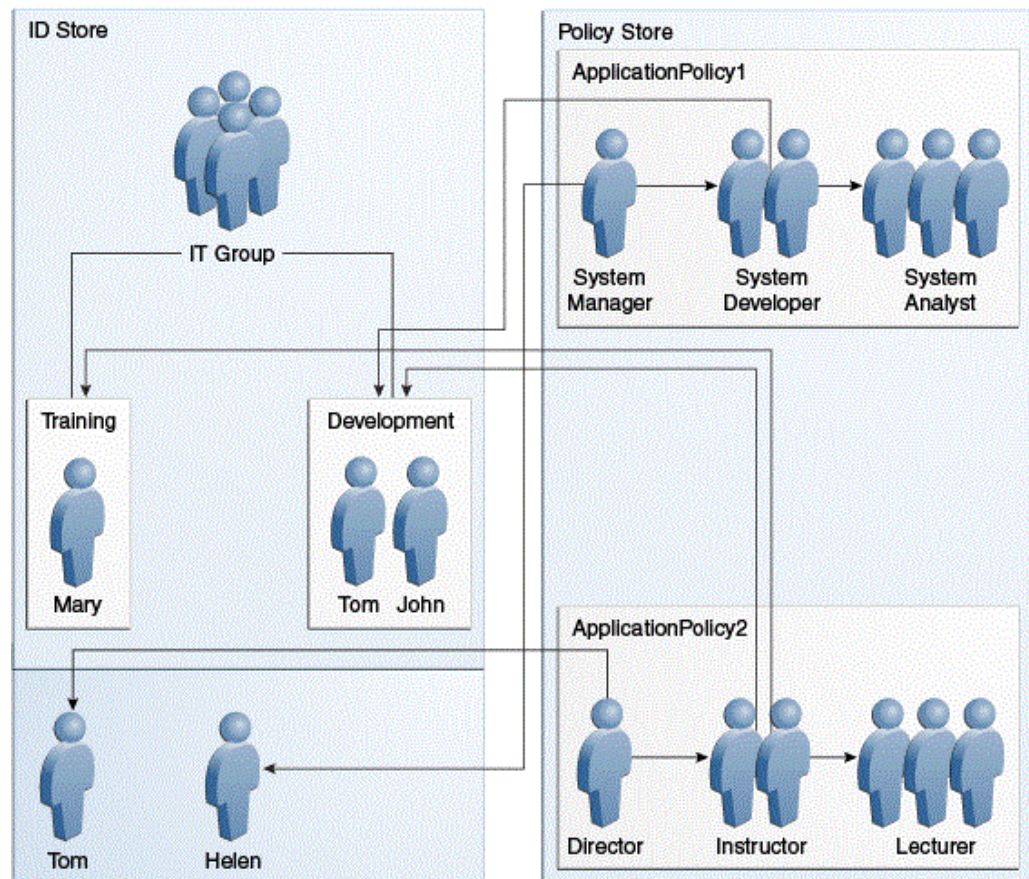 ID Store
IT Group
Training
Mary
Development
Tom John
Tom
Helen
Policy Store
ApplicationPolicy1
System
Manager
System
Developer
System
Analyst
ApplicationPolicy2
Director
Instructor
Lecturer